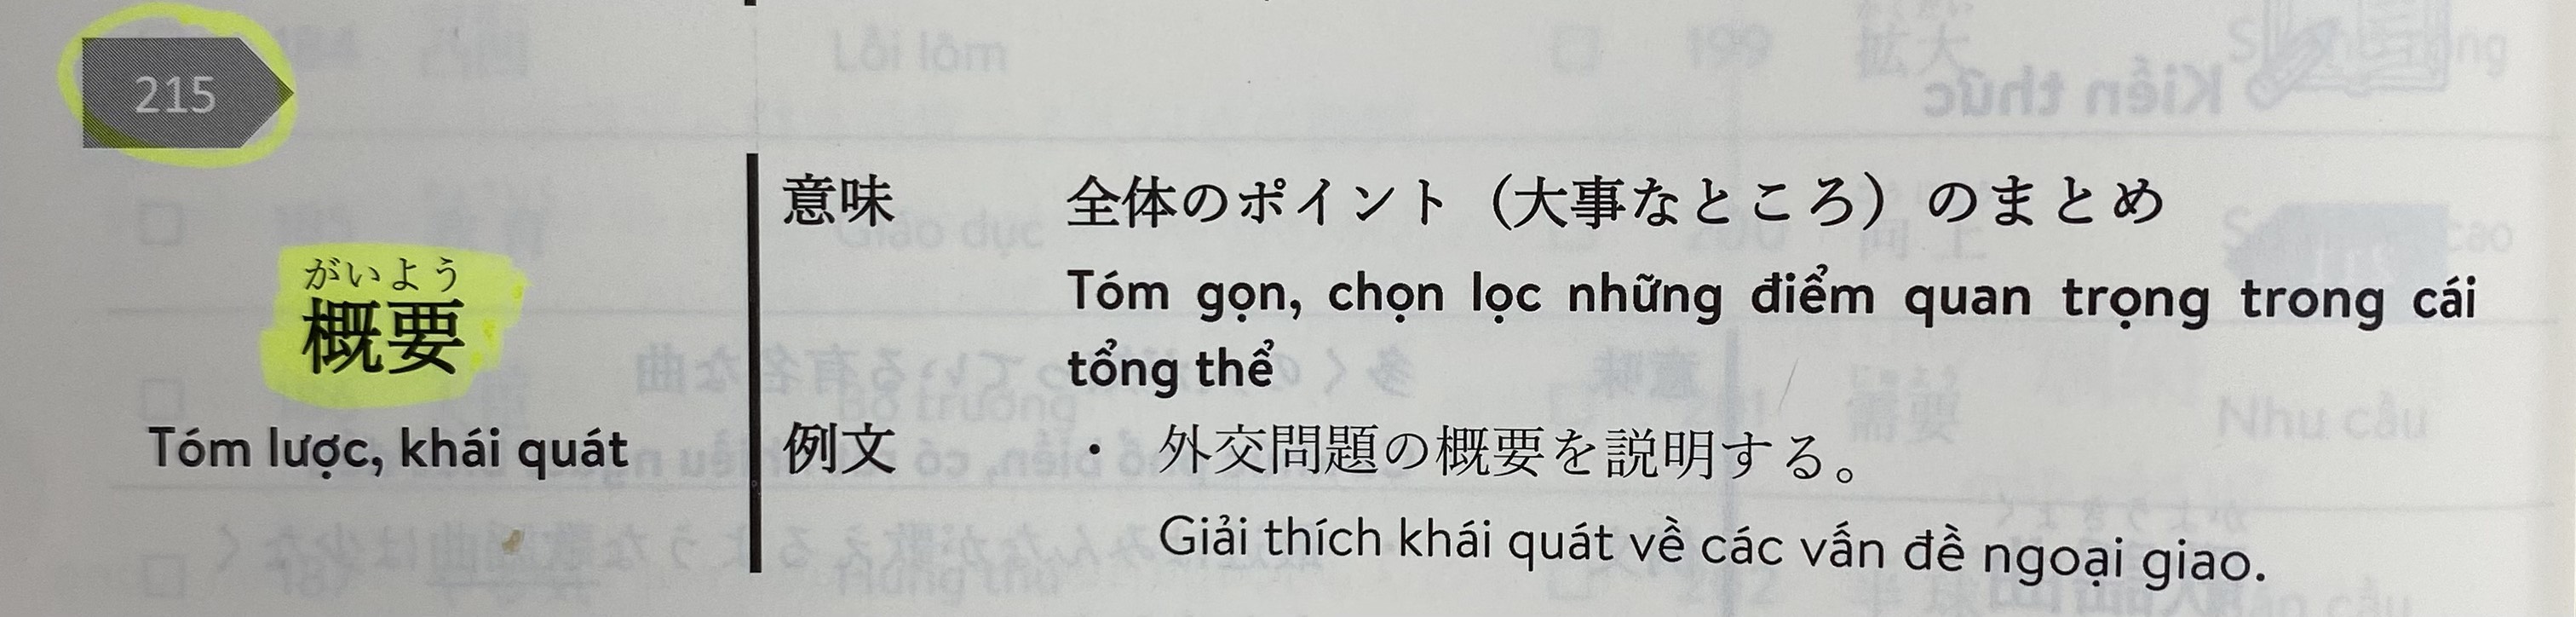 215
がいよう
概要
Tóm lược, khái quát
意味 全体のポイント（大事なところ）のまとめ
Tóm gọn, chọn lọc những điểm quan trọng trong cái
tổng thể
例文 ・ 外交問題の概要を説明する。
Giải thích khái quát về các vấn đề ngoại giao.